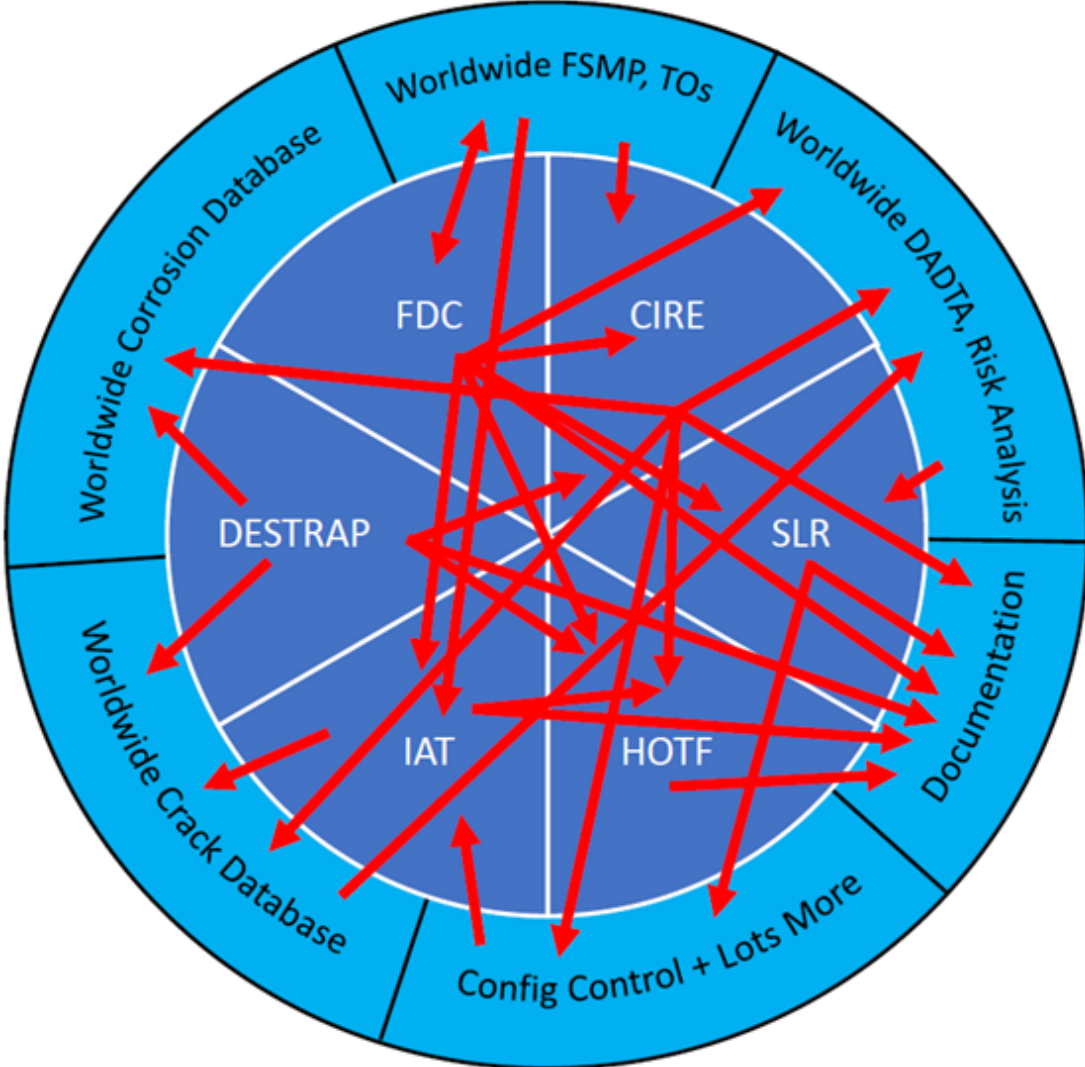 Worldwide FSMP, TOs
Worldwide DADTA, Risk Analysis
Documentation
Config Control + Lots More
Worldwide Crack Database
Worldwide Corrosion Database
FDC
CIRE
DESTRAP
SLR
IAT
HOTF